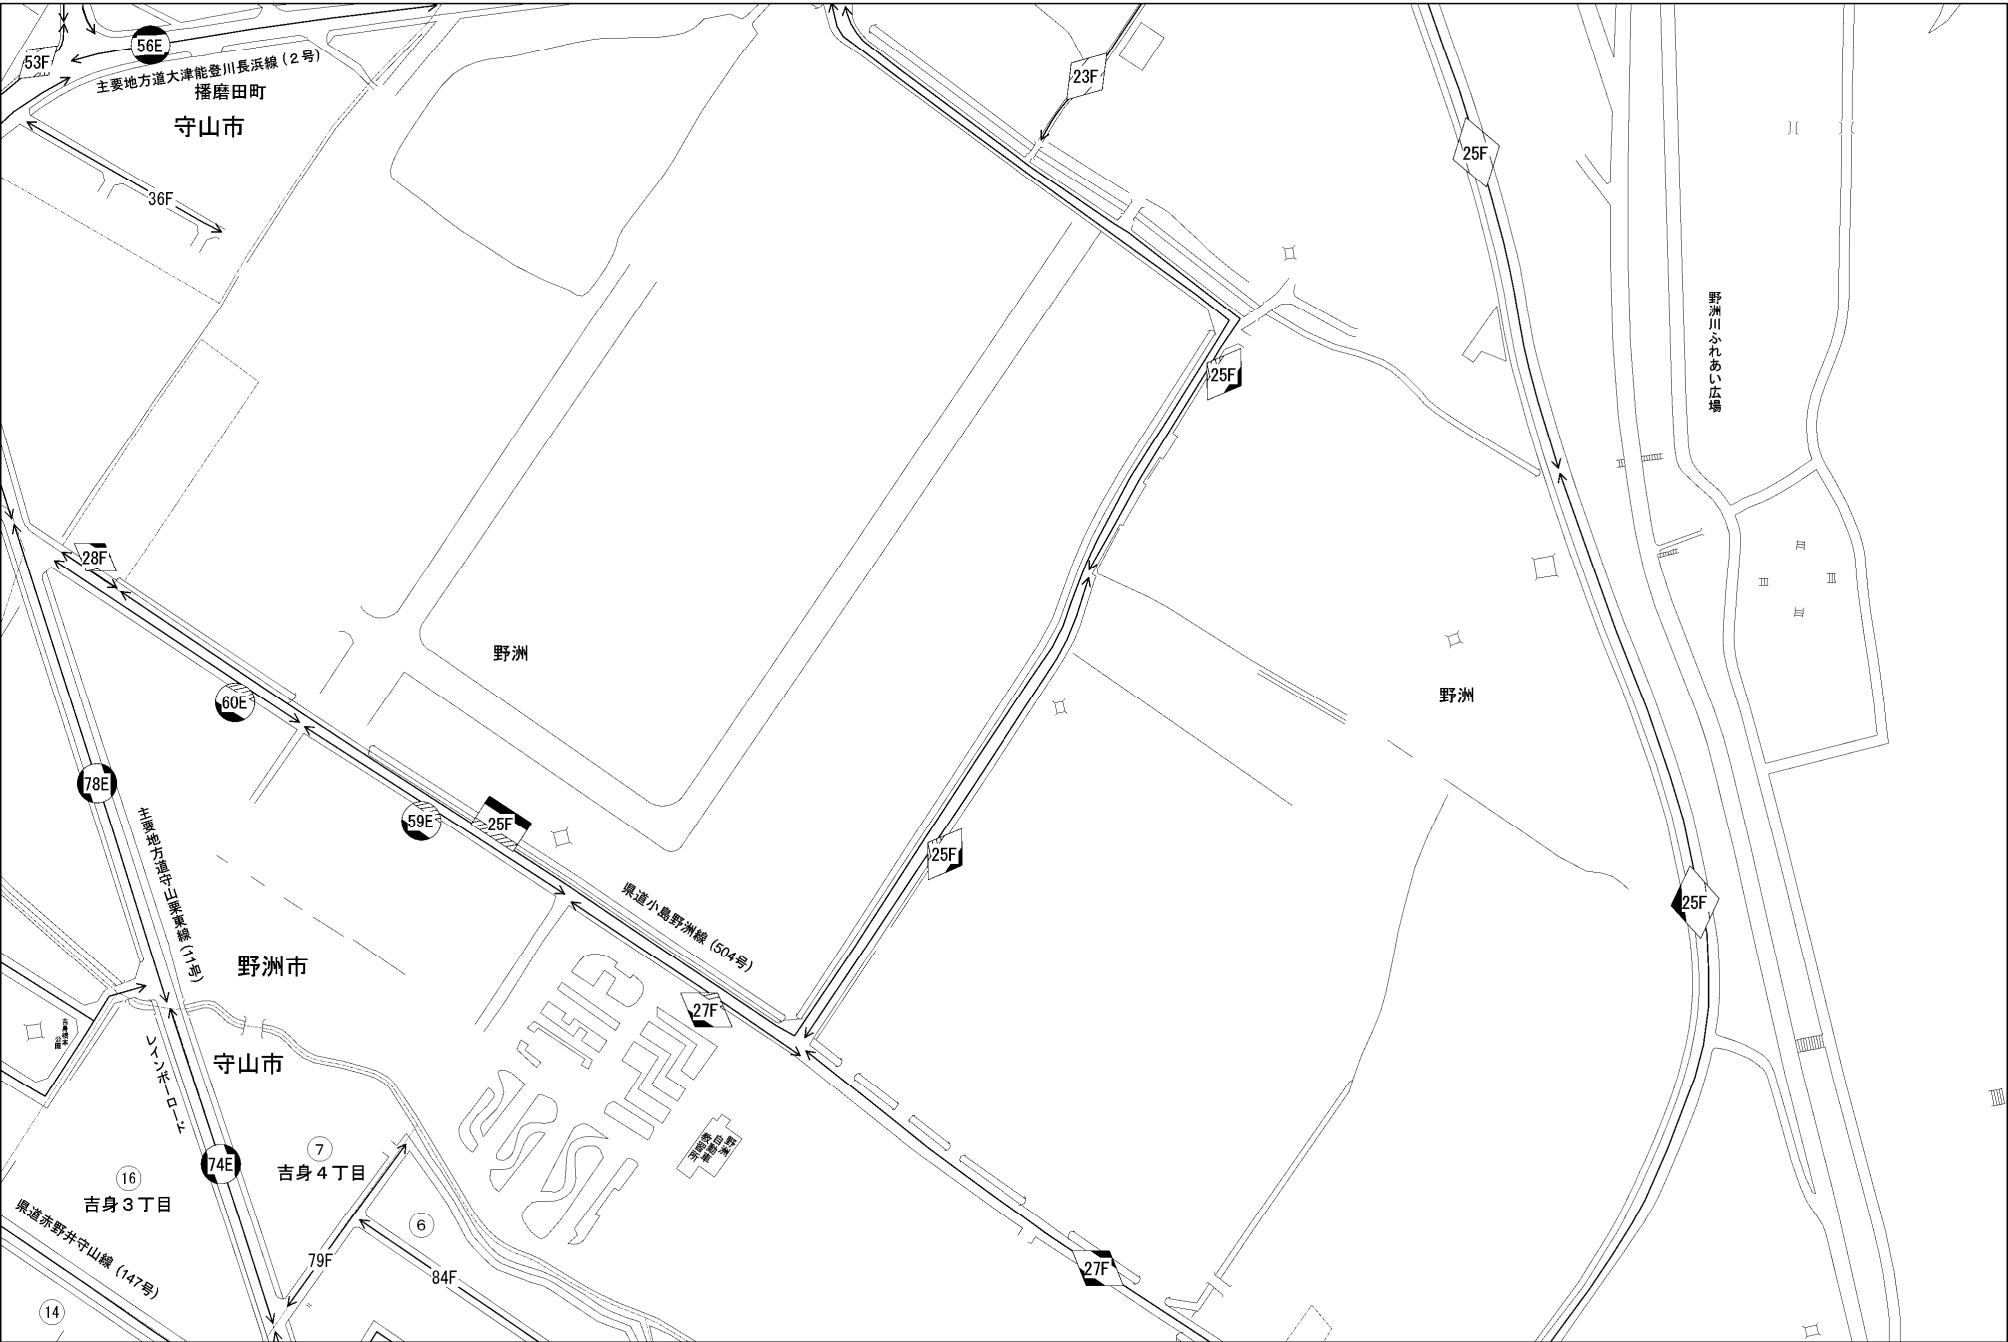 56E
53F
主要地方道大津能登川長浜線(2号)
播磨田町
守山市
36F
23F
25F
野洲川ふれあい広場
25F
28F
野洲
野洲
60E
78E
59E
25F
25F
25F
主要地方道守山栗東線(11号)
県道小島野洲線(504号)
野洲市
27F
吉身橋本
公園
レインボーロード
守山市
野洲
自動車
教習所
74E
7
吉身4丁目
16
吉身3丁目
6
県道赤野井守山線(147号)
79F
84F
27F
14